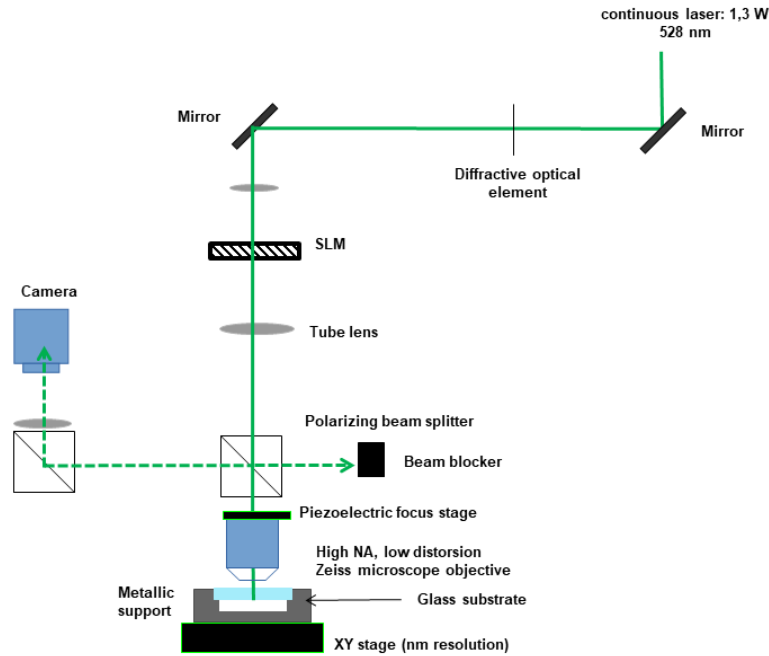 continuous laser: 1,3 W
528 nm
Mirror
Mirror
Diffractive optical
element
SLM
Camera
Tube lens
Polarizing beam splitter
Beam blocker
Piezoelectric focus stage
High NA, low distorsion
Zeiss microscope objective
Metallic
support
Glass substrate
XY stage (nm resolution)